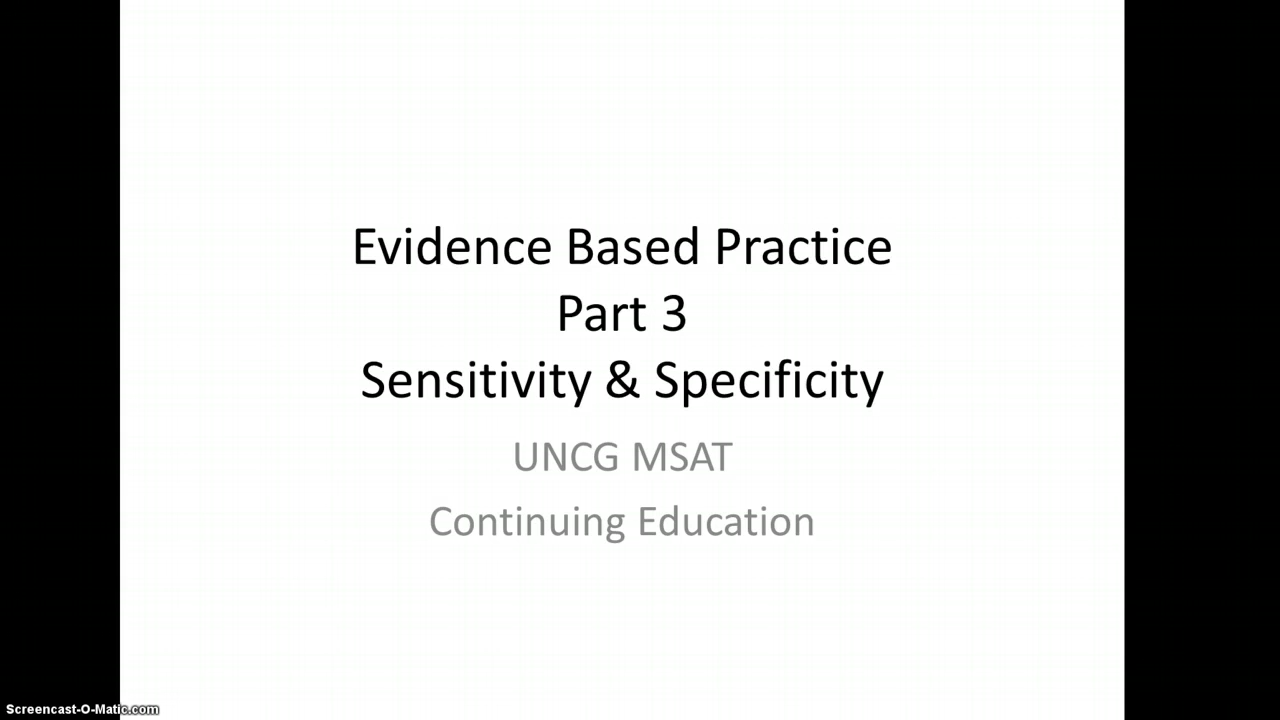 Evidence Based Practice
Part 3
Sensitivity & Specificity
UNCG MSAT
Continuing Education
Screencast-O-Matic.com